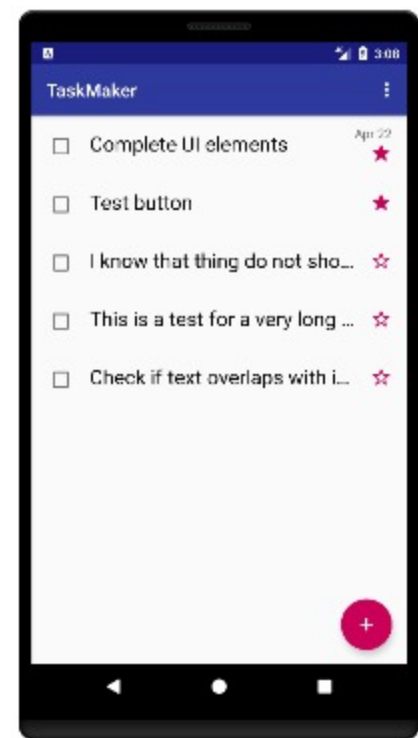 3:08
TaskMaker
Apr 22
Complete UI elements
Test button
I know that thing do not sho...
This is a test for a very long ...
Check if text overlaps with i...